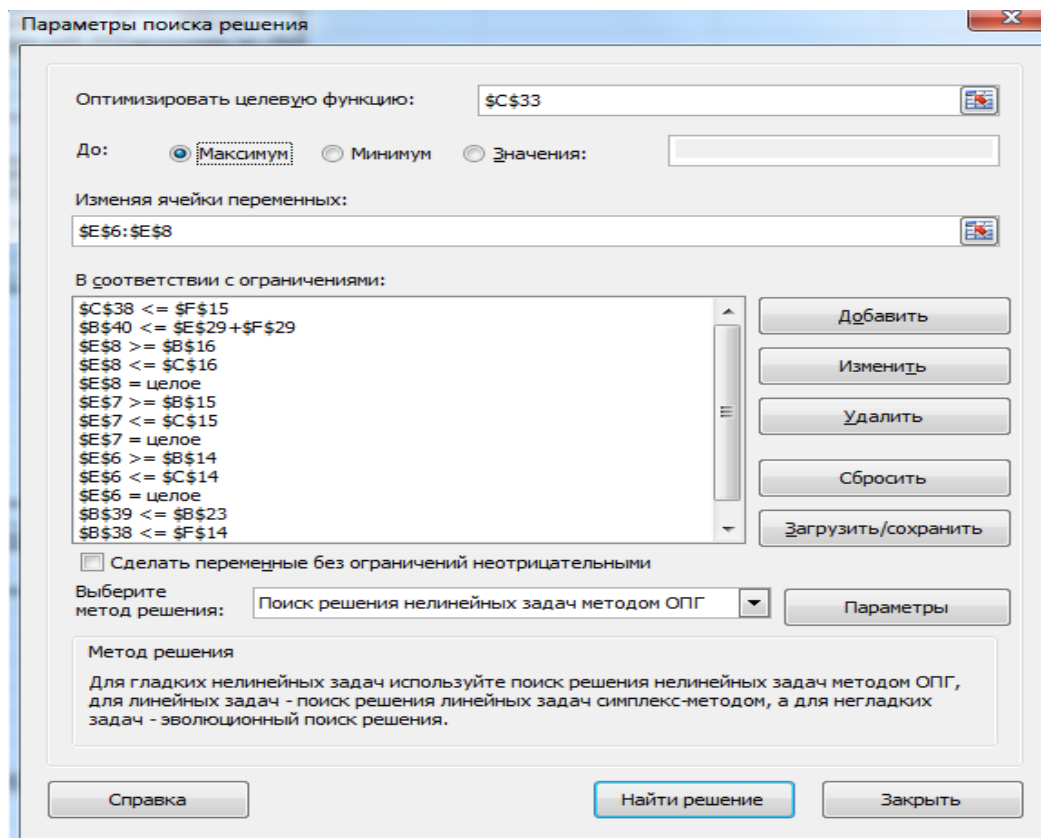 Параметры поиска решения
Оптимизировать целевую функцию: $C$33
До: Максимум Минимум Значения:
Изменяя ячейки переменных:
$E$6:$E$8
В соответствии с ограничениями:
$C$38 <= $F$15
$B$40 <= $E$29+$F$29
$E$8 >= $B$16
$E$8 <= $C$16
$E$8 = целое
$E$7 >= $B$15
$E$7 <= $C$15
$E$7 = целое
$E$6 >= $B$14
$E$6 <= $C$14
$E$6 = целое
$B$39 <= $B$23
$B$38 <= $F$14
Добавить
Изменить
Удалить
Сбросить
Загрузить/сохранить
Сделать переменные без ограничений неотрицательными
Выберите
метод решения:
Поиск решения нелинейных задач методом ОПГ
Параметры
Метод решения
Для гладких нелинейных задач используйте поиск решения нелинейных задач методом ОПГ,
для линейных задач - поиск решения линейных задач симплекс-методом, а для негладких
задач - эволюционный поиск решения.
Справка
Найти решение
Закрыть